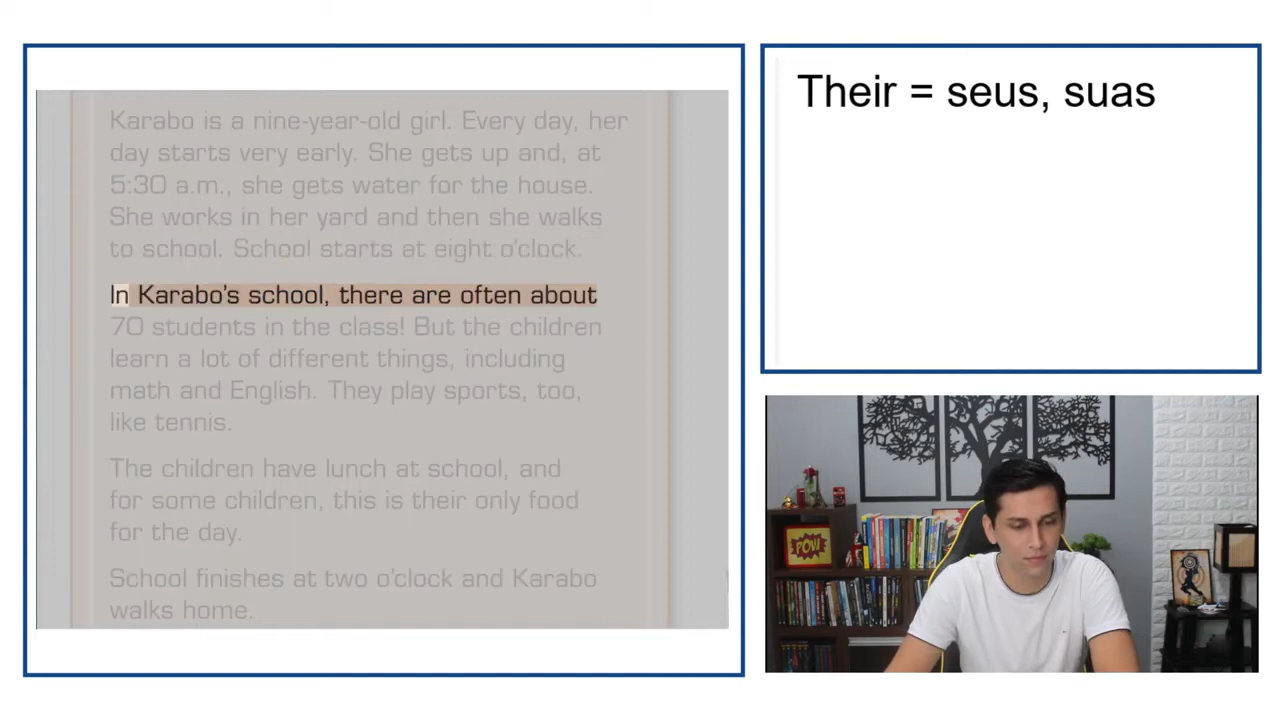 Karabo is a nine-year-old girl. Every day, her
day starts very early. She gets up and, at
5:30 a.m., she gets water for the house.
She works in her yard and then she walks
to school. School starts at eight o'clock.
In Karabo's school, there are often about
70 students in the class! But the children
learn a lot of different things, including
math and English. They play sports, too,
like tennis.
The children have lunch at school, and
for some children, this is their only food
for the day.
School finishes at two o'clock and Karabo
walks home.
Their = seus, suas
POW!